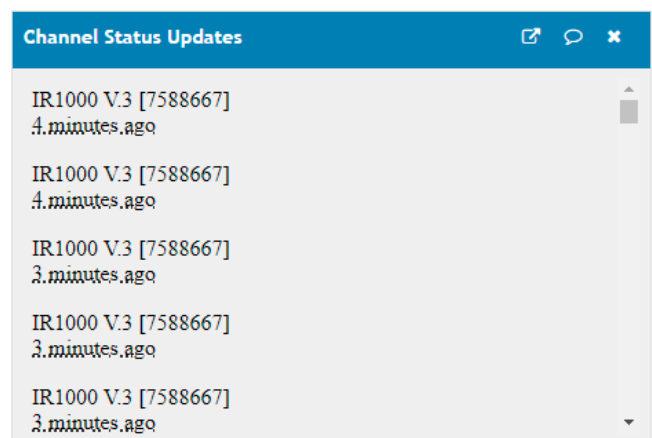 Channel Status Updates
IR1000 V.3 [7588667]
4 minutes ago
IR1000 V.3 [7588667]
4 minutes ago
IR1000 V.3 [7588667]
3 minutes ago
IR1000 V.3 [7588667]
3 minutes ago
IR1000 V.3 [7588667]
3 minutes ago